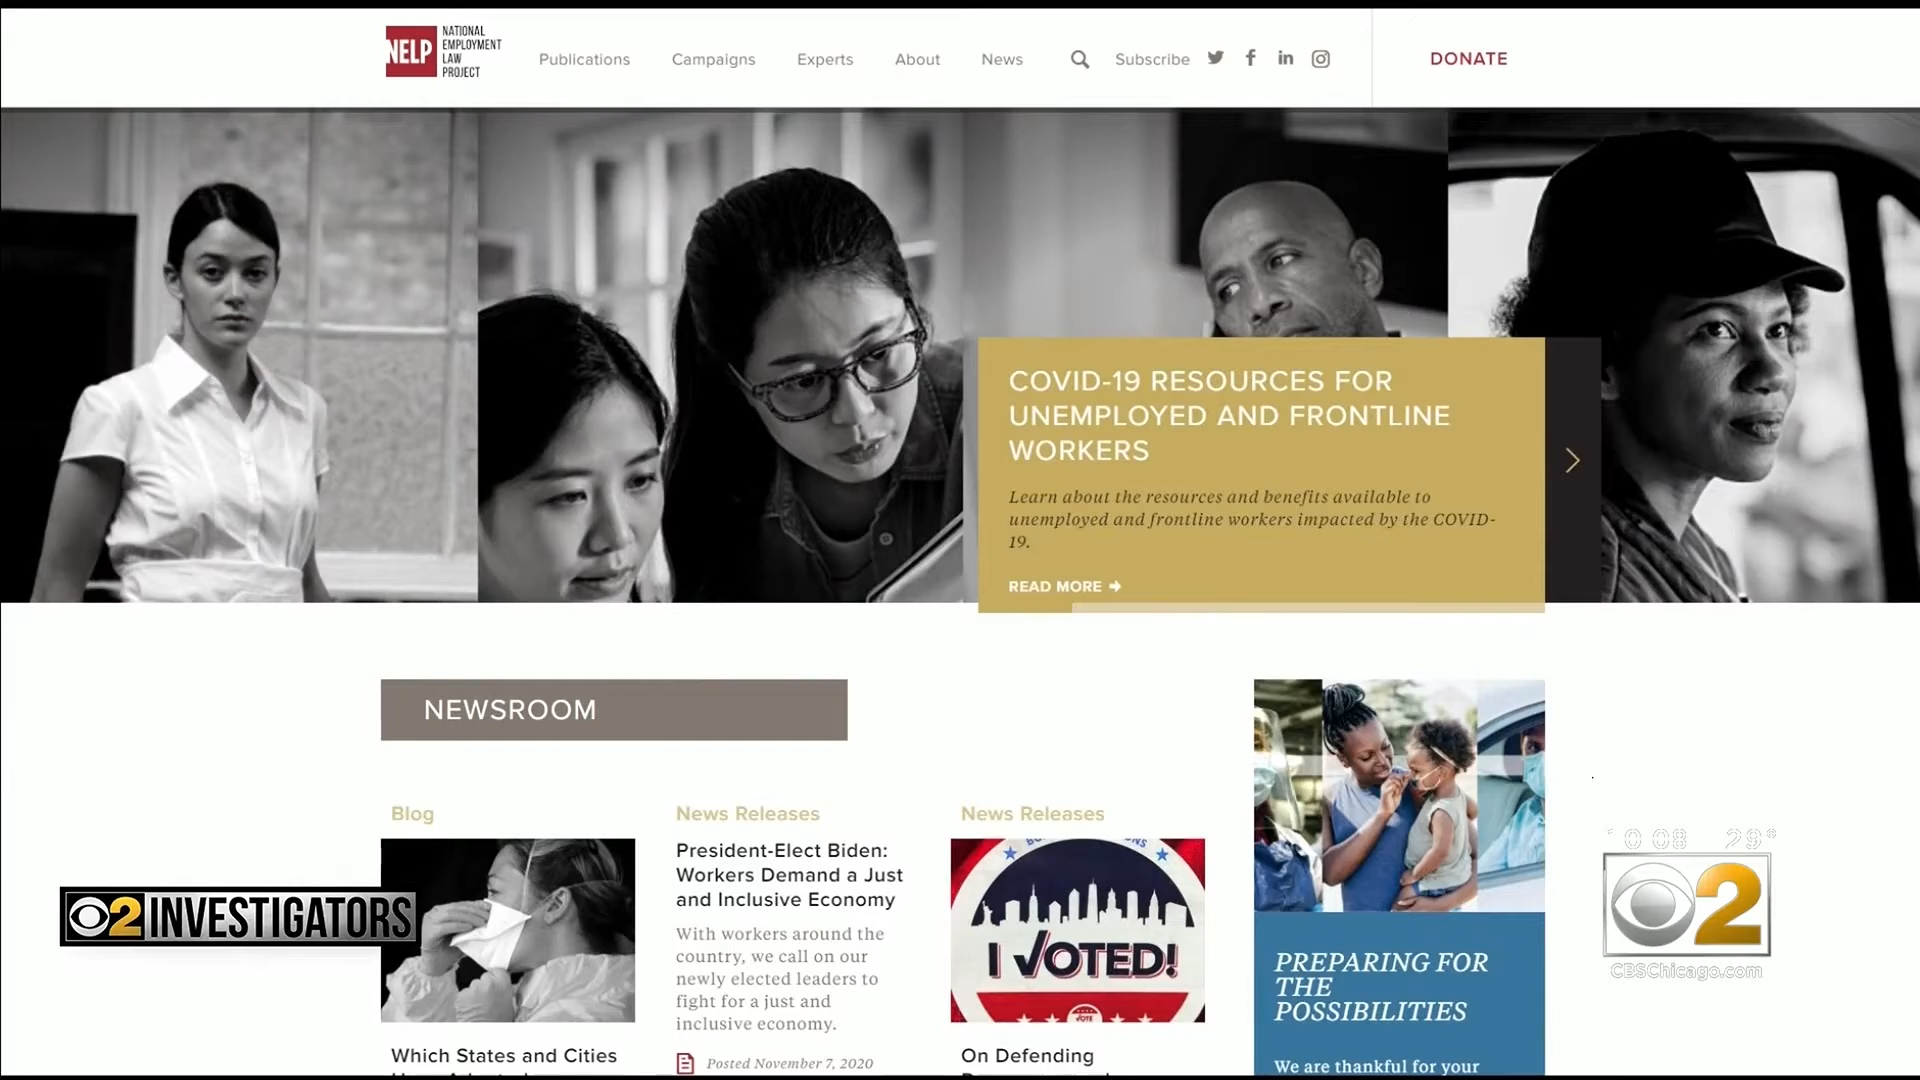 NELP
NATIONAL
EMPLOYMENT
LAW
PROJECT
Publications
Campaigns
Experts
About
News
Subscribe
DONATE
COVID-19 RESOURCES FOR
UNEMPLOYED AND FRONTLINE
WORKERS
Learn about the resources and benefits available to
unemployed and frontline workers impacted by the COVID-
19.
READ MORE
NEWSROOM
Blog
Which States and Cities
News Releases
President-Elect Biden:
Workers Demand a Just
and Inclusive Economy
With workers around the
country, we call on our
newly elected leaders to
fight for a just and
inclusive economy.
Posted November 7, 2020
News Releases
I VOTED!
VOTE
On Defending
PREPARING FOR
THE
POSSIBILITIES
We are thankful for your
2 INVESTIGATORS
10:08 29°
2
CBSChicago.com